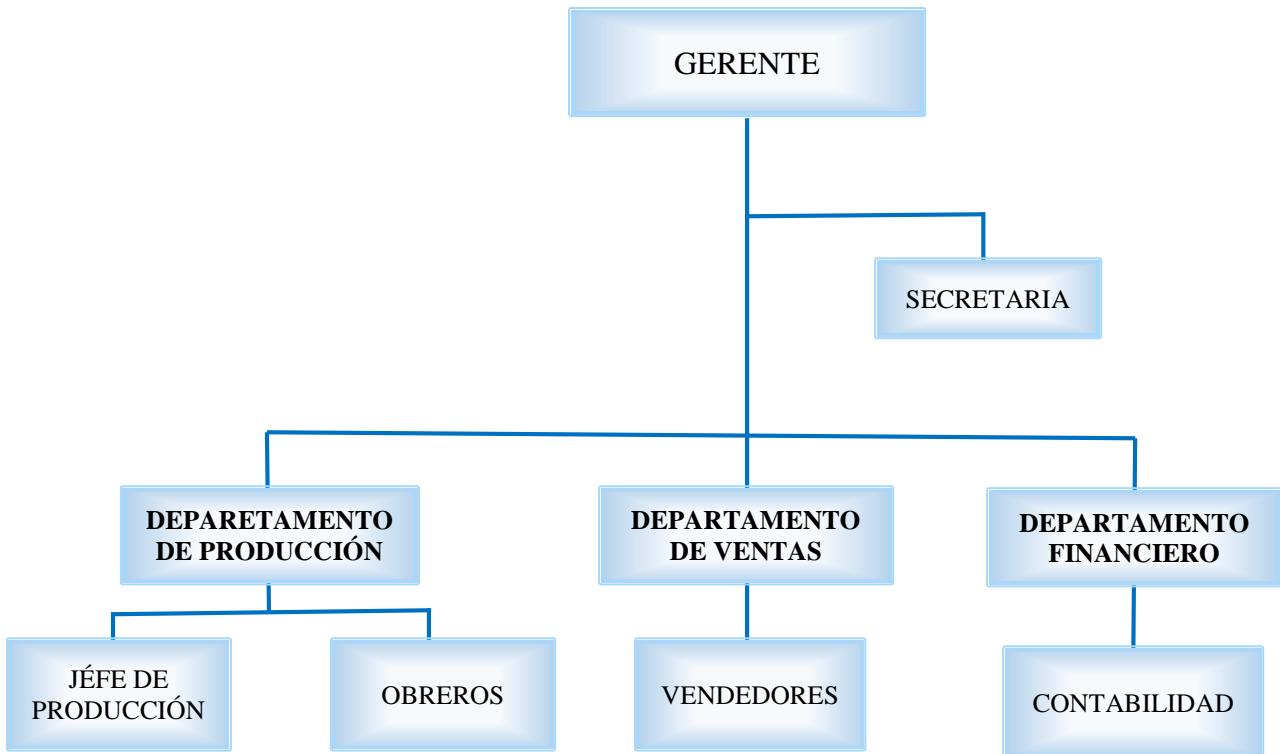 GERENTE
SECRETARIA
DEPARETAMENTO
DE PRODUCCIÓN
DEPARTAMENTO
DE VENTAS
DEPARTAMENTO
FINANCIERO
JÉFE DE
PRODUCCIÓN
OBREROS
VENDEDORES
CONTABILIDAD